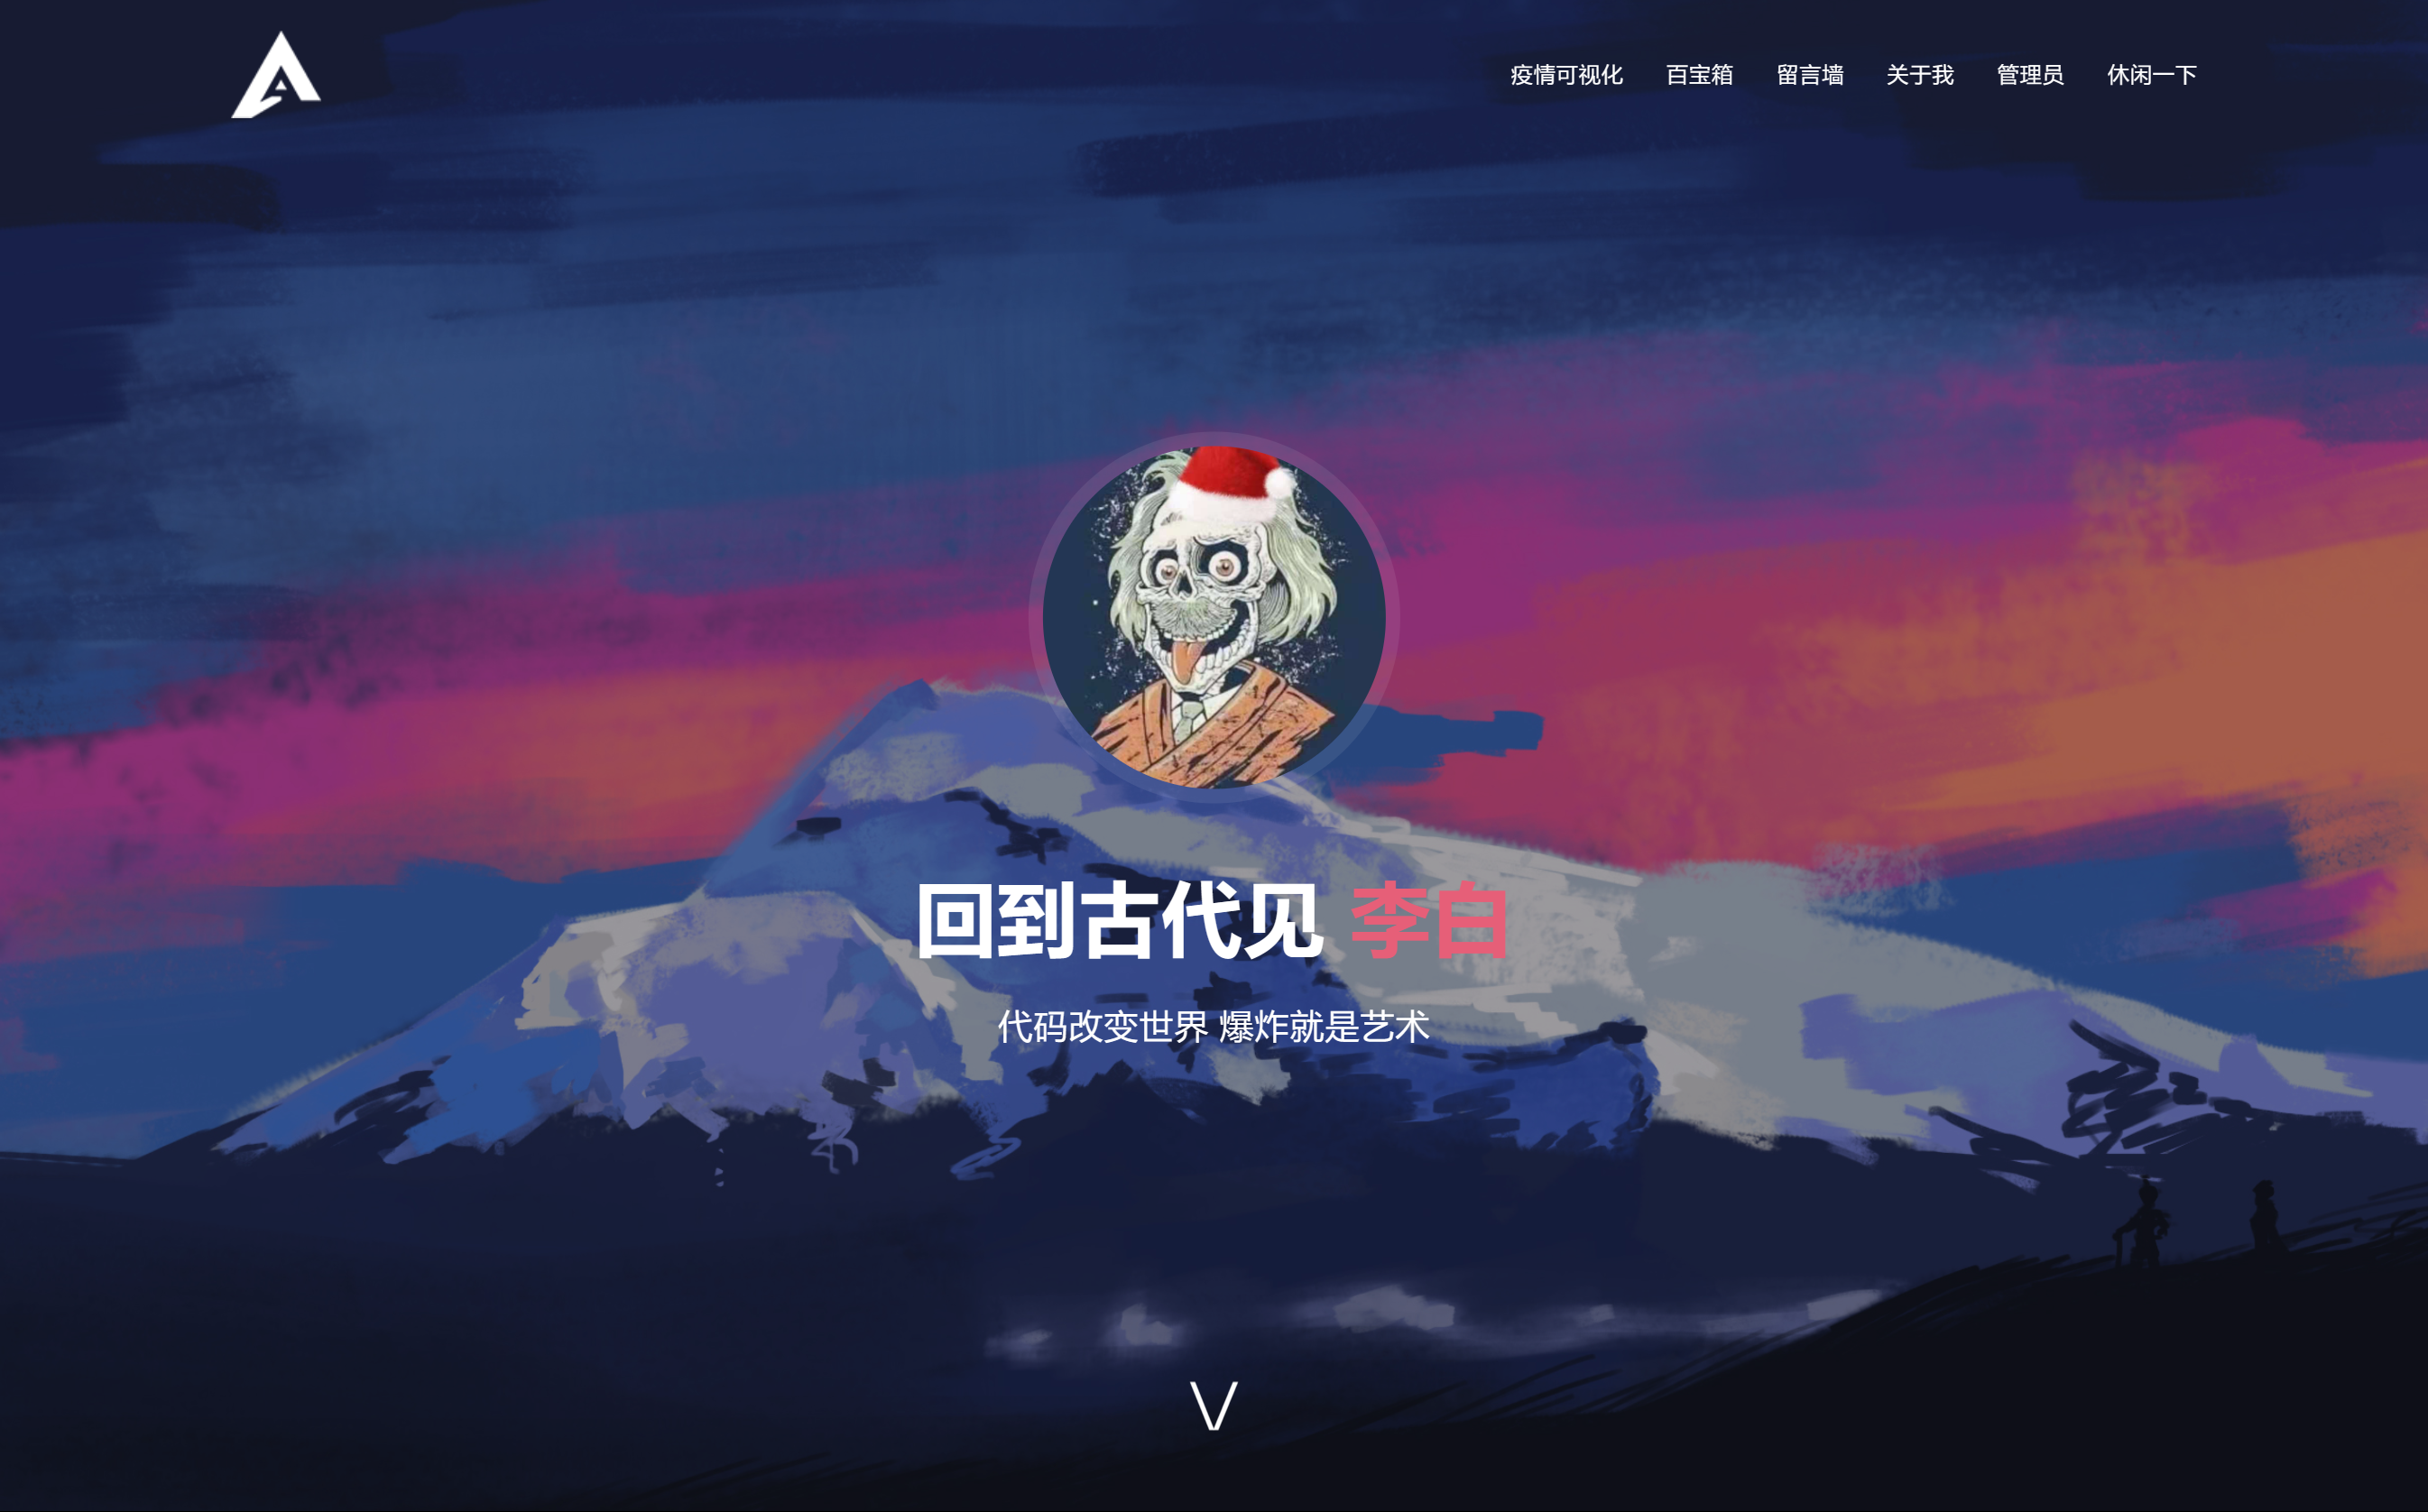 疫情可视化 百宝箱 留言墙 关于我 管理员 休闲一下
回到古代见 李白
代码改变世界 爆炸就是艺术